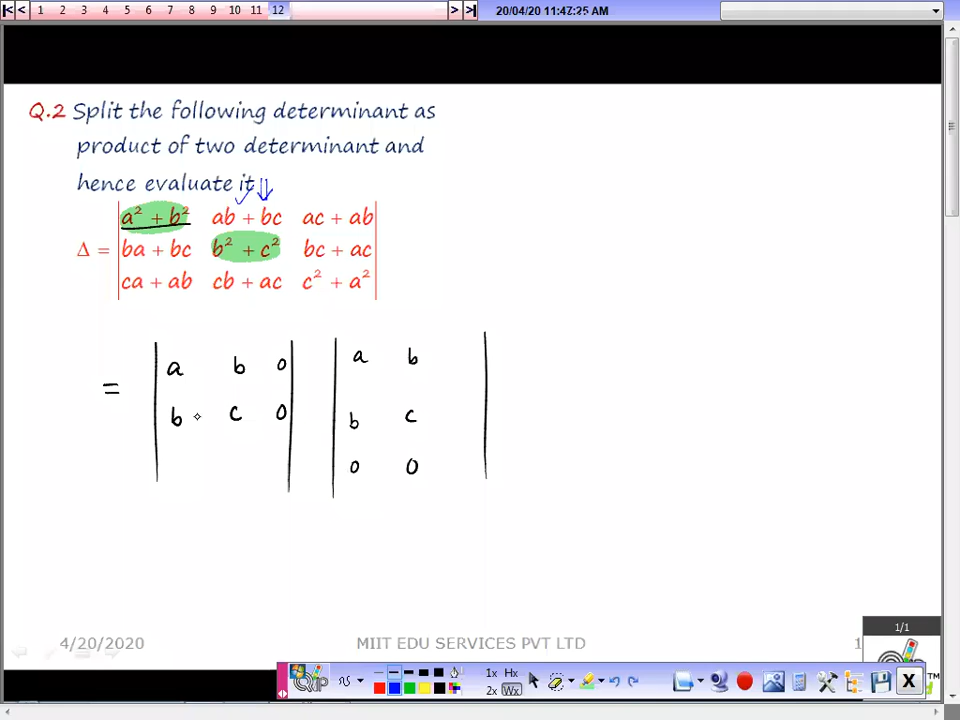 1 2 3 4 5 6 7 8 9 10 11 12 20/04/20 11:47:25 AM
Q.2 Split the following determinant as
product of two determinant and
hence evaluate it
a² + b² ab + bc ac + ab
Δ = ba + bc b² + c² bc + ac
ca + ab cb + ac c² + a²
a b 0 a b
= b c 0 b c
0 0
1/1
4/20/2020 MIIT EDU SERVICES PVT LTD 1
1x Hx
2x Wx X
TM